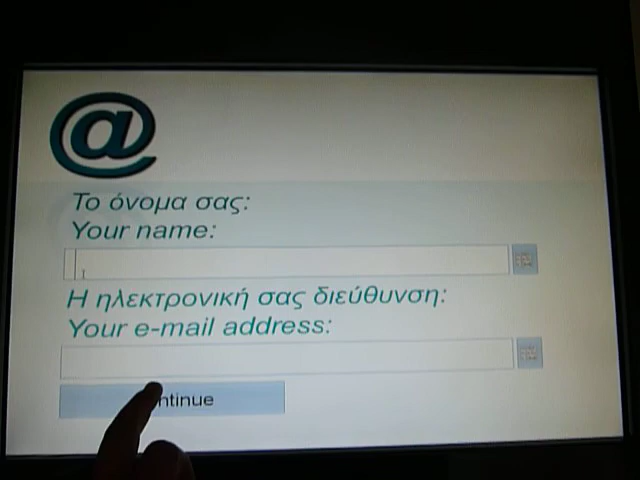 @
Το όνομα σας:
Your name:
Η ηλεκτρονική σας διεύθυνση:
Your e-mail address:
ntinue